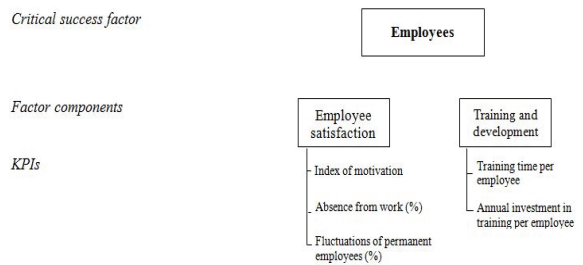 Critical success factor
Employees
Factor components
Employee
satisfaction
Training and
development
KPIs
Index of motivation
Absence from work (%)
Fluctuations of permanent
employees (%)
Training time per
employee
Annual investment in
training per employee